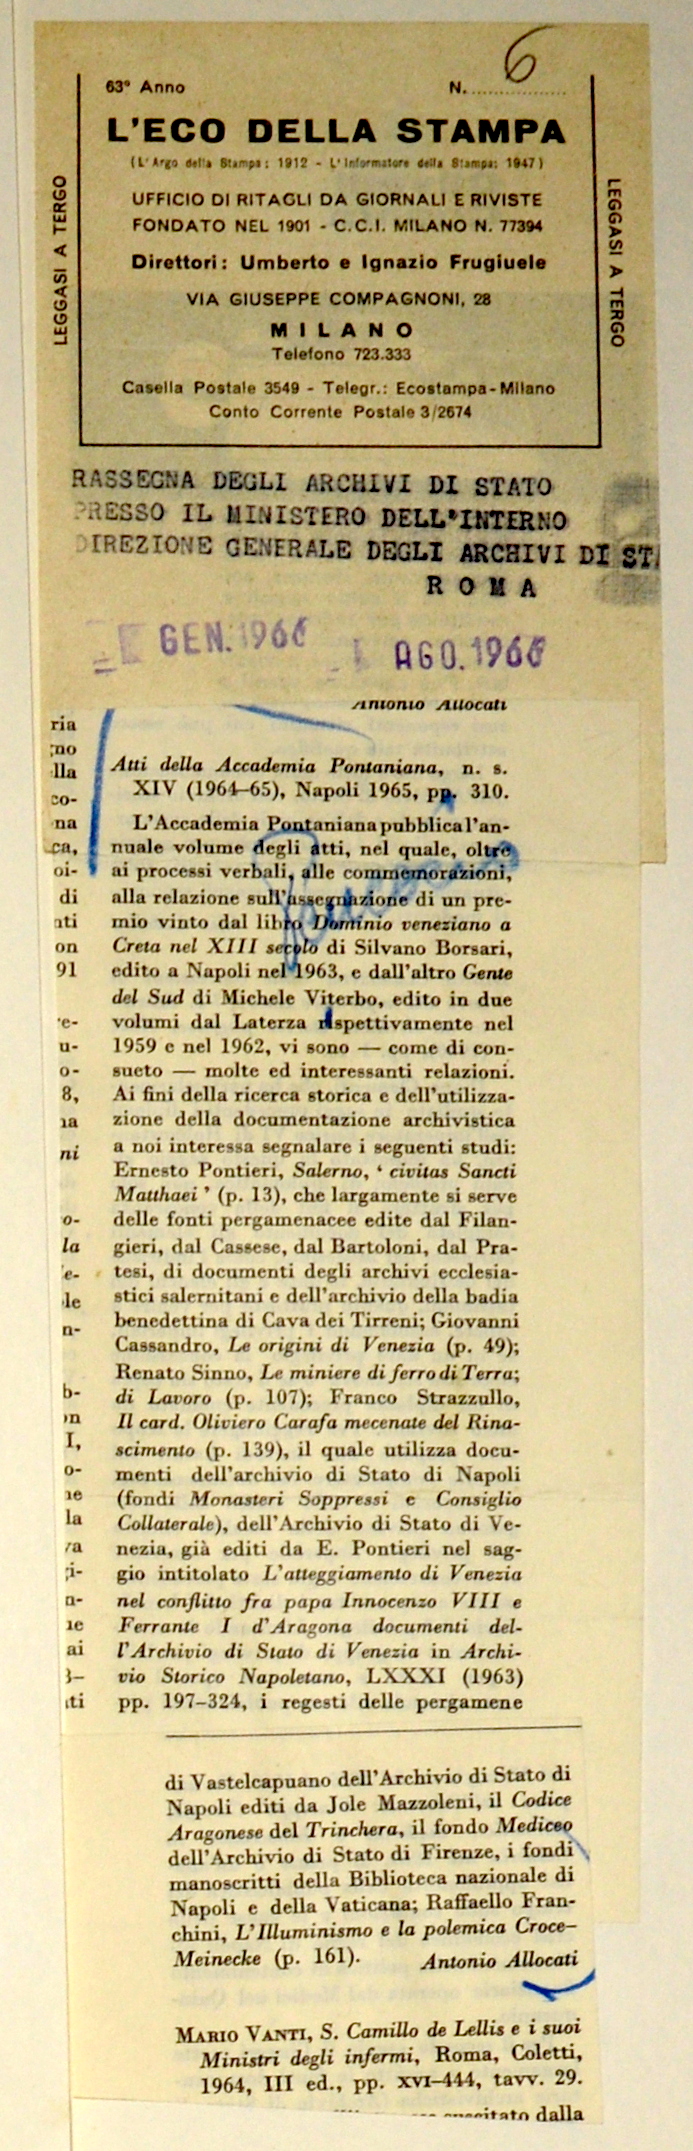 63º Anno N. 6
L'ECO DELLA STAMPA
(L'Argo della Stampa: 1912 - L'Informatore della Stampa: 1947)
UFFICIO DI RITAGLI DA GIORNALI E RIVISTE
FONDATO NEL 1901 - C.C.I. MILANO N. 77394
Direttori: Umberto e Ignazio Frugiuele
VIA GIUSEPPE COMPAGNONI, 28
MILANO
Telefono 723.333
Casella Postale 3549 - Telegr.: Ecostampa-Milano
Conto Corrente Postale 3/2674
LEGGASI A TERGO
LEGGASI A TERGO
RASSEGNA DEGLI ARCHIVI DI STATO
PRESSO IL MINISTERO DELL'INTERNO
DIREZIONE GENERALE DEGLI ARCHIVI DI STA
ROMA
GEN. 1966 AGO. 1966
Antonio Allocati
Atti della Accademia Pontaniana, n. s.
XIV (1964–65), Napoli 1965, pp. 310.
L'Accademia Pontaniana pubblica l'an-
nuale volume degli atti, nel quale, oltre
ai processi verbali, alle commemorazioni,
alla relazione sull'assegnazione di un pre-
mio vinto dal libro Dominio veneziano a
Creta nel XIII secolo di Silvano Borsari,
edito a Napoli nel 1963, e dall'altro Gente
del Sud di Michele Viterbo, edito in due
volumi dal Laterza rispettivamente nel
1959 e nel 1962, vi sono — come di con-
sueto — molte ed interessanti relazioni.
Ai fini della ricerca storica e dell'utilizza-
zione della documentazione archivistica
a noi interessa segnalare i seguenti studi:
Ernesto Pontieri, Salerno, ' civitas Sancti
Matthaei ' (p. 13), che largamente si serve
delle fonti pergamenacee edite dal Filan-
gieri, dal Cassese, dal Bartoloni, dal Pra-
tesi, di documenti degli archivi ecclesia-
stici salernitani e dell'archivio della badia
benedettina di Cava dei Tirreni; Giovanni
Cassandro, Le origini di Venezia (p. 49);
Renato Sinno, Le miniere di ferro di Terra;
di Lavoro (p. 107); Franco Strazzullo,
Il card. Oliviero Carafa mecenate del Rina-
scimento (p. 139), il quale utilizza docu-
menti dell'archivio di Stato di Napoli
(fondi Monasteri Soppressi e Consiglio
Collaterale), dell'Archivio di Stato di Ve-
nezia, già editi da E. Pontieri nel sag-
gio intitolato L'atteggiamento di Venezia
nel conflitto fra papa Innocenzo VIII e
Ferrante I d'Aragona documenti del-
l'Archivio di Stato di Venezia in Archi-
vio Storico Napoletano, LXXXI (1963)
pp. 197–324, i regesti delle pergamene
di Vastelcapuano dell'Archivio di Stato di
Napoli editi da Jole Mazzoleni, il Codice
Aragonese del Trinchera, il fondo Mediceo
dell'Archivio di Stato di Firenze, i fondi
manoscritti della Biblioteca nazionale di
Napoli e della Vaticana; Raffaello Fran-
chini, L'Illuminismo e la polemica Croce–
Meinecke (p. 161). Antonio Allocati
MARIO VANTI, S. Camillo de Lellis e i suoi
Ministri degli infermi, Roma, Coletti,
1964, III ed., pp. XVI–444, tavv. 29.
dalla